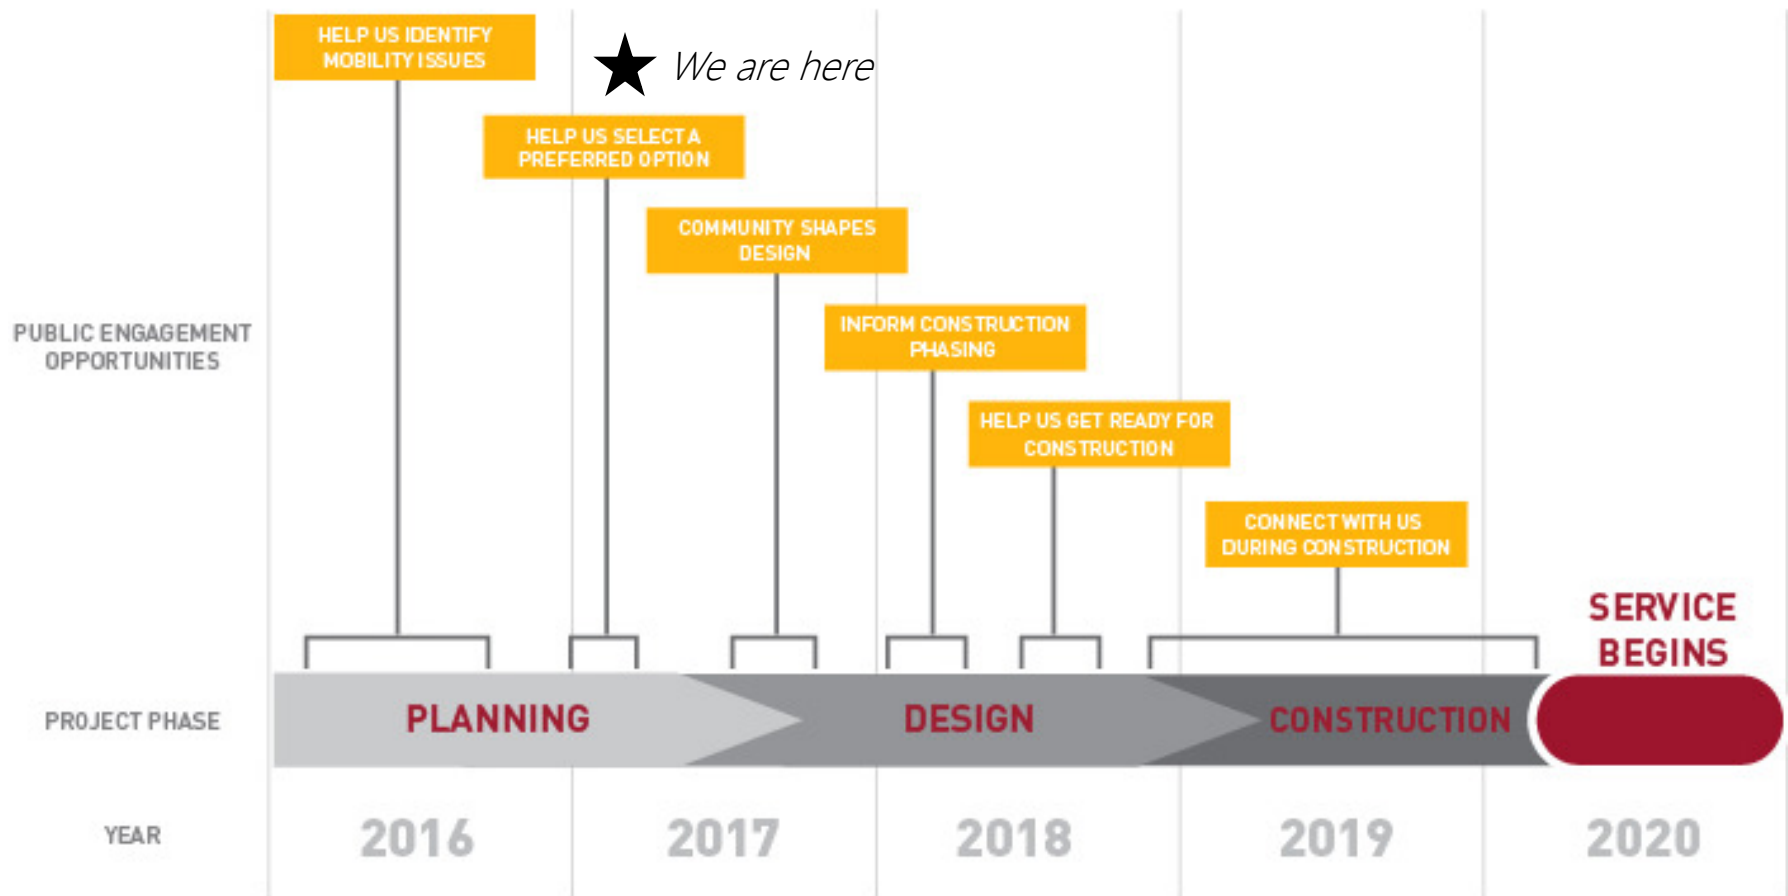 HELP US IDENTIFY
MOBILITY ISSUES
We are here
HELP US SELECT A
PREFERRED OPTION
COMMUNITY SHAPES
DESIGN
PUBLIC ENGAGEMENT
OPPORTUNITIES
INFORM CONSTRUCTION
PHASING
HELP US GET READY FOR
CONSTRUCTION
CONNECT WITH US
DURING CONSTRUCTION
SERVICE
BEGINS
PROJECT PHASE
PLANNING
DESIGN
CONSTRUCTION
YEAR
2016
2017
2018
2019
2020